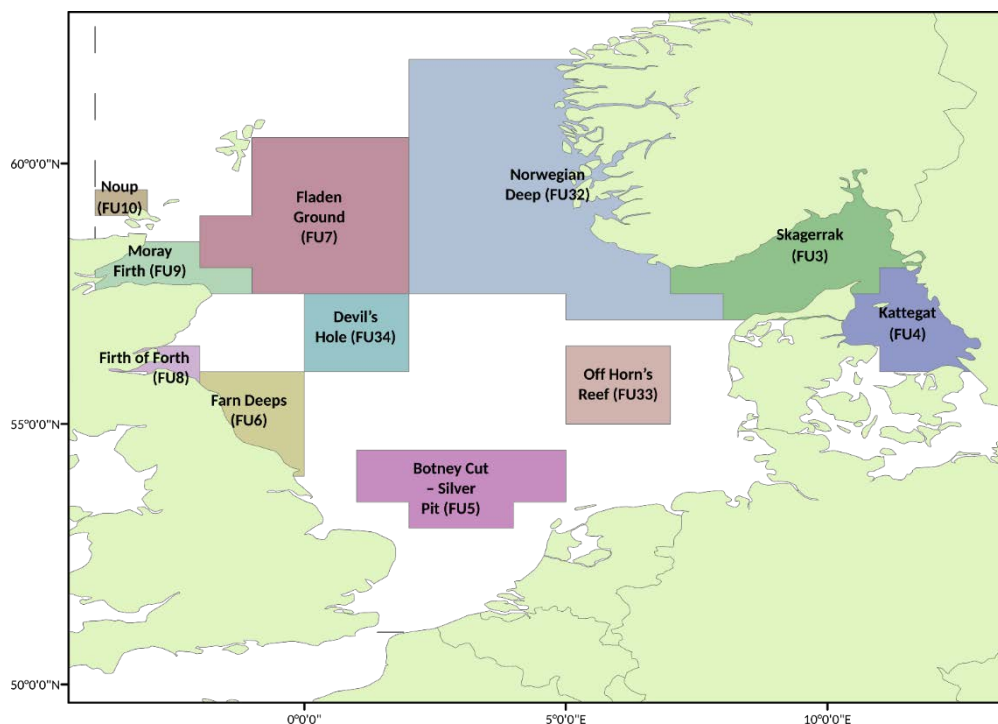 60°0'0"N
55°0'0"N
50°0'0"N
Noup
(FU10)
Moray
Firth (FU9)
Fladen
Ground
(FU7)
Norwegian
Deep (FU32)
Skagerrak
(FU3)
Kattegat
(FU4)
Devil's
Hole (FU34)
Firth of Forth
(FU8)
Farn Deeps
(FU6)
Off Horn's
Reef (FU33)
Botney Cut
– Silver
Pit (FU5)
0°0'0"
5°0'0"E
10°0'0"E